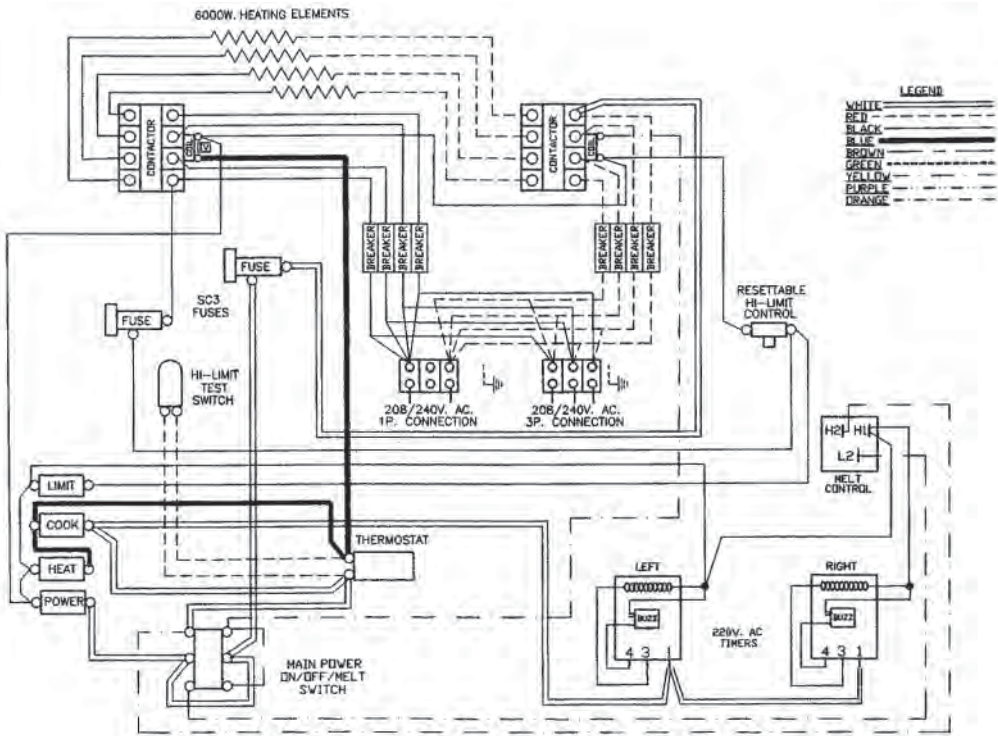 6000W. HEATING ELEMENTS
LEGEND
WHITE
RED
BLACK
BLUE
BROWN
GREEN
YELLOW
PURPLE
ORANGE
CONTACTOR
COIL
CONTACTOR
COIL
BREAKER
BREAKER
BREAKER
BREAKER
BREAKER
BREAKER
BREAKER
BREAKER
FUSE
SC3
FUSES
FUSE
RESETTABLE
HI-LIMIT
CONTROL
HI-LIMIT
TEST
SWITCH
208/240V. AC.
1P. CONNECTION
208/240V. AC.
3P. CONNECTION
H2 H1
L2
MELT
CONTROL
LIMIT
COOK
HEAT
POWER
THERMOSTAT
LEFT
RIGHT
BUZZ
BUZZ
220V. AC
TIMERS
4 3 1
4 3 1
MAIN POWER
ON/OFF/MELT
SWITCH